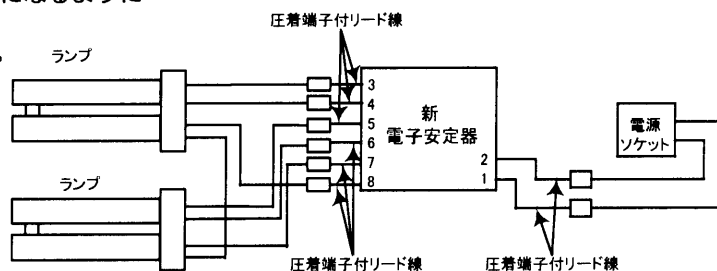 になるように
圧着端子付リード線
ランプ
3
4
新
5
電子安定器
6
電源
ソケット
2
7
1
8
ランプ
圧着端子付リード線
圧着端子付リード線